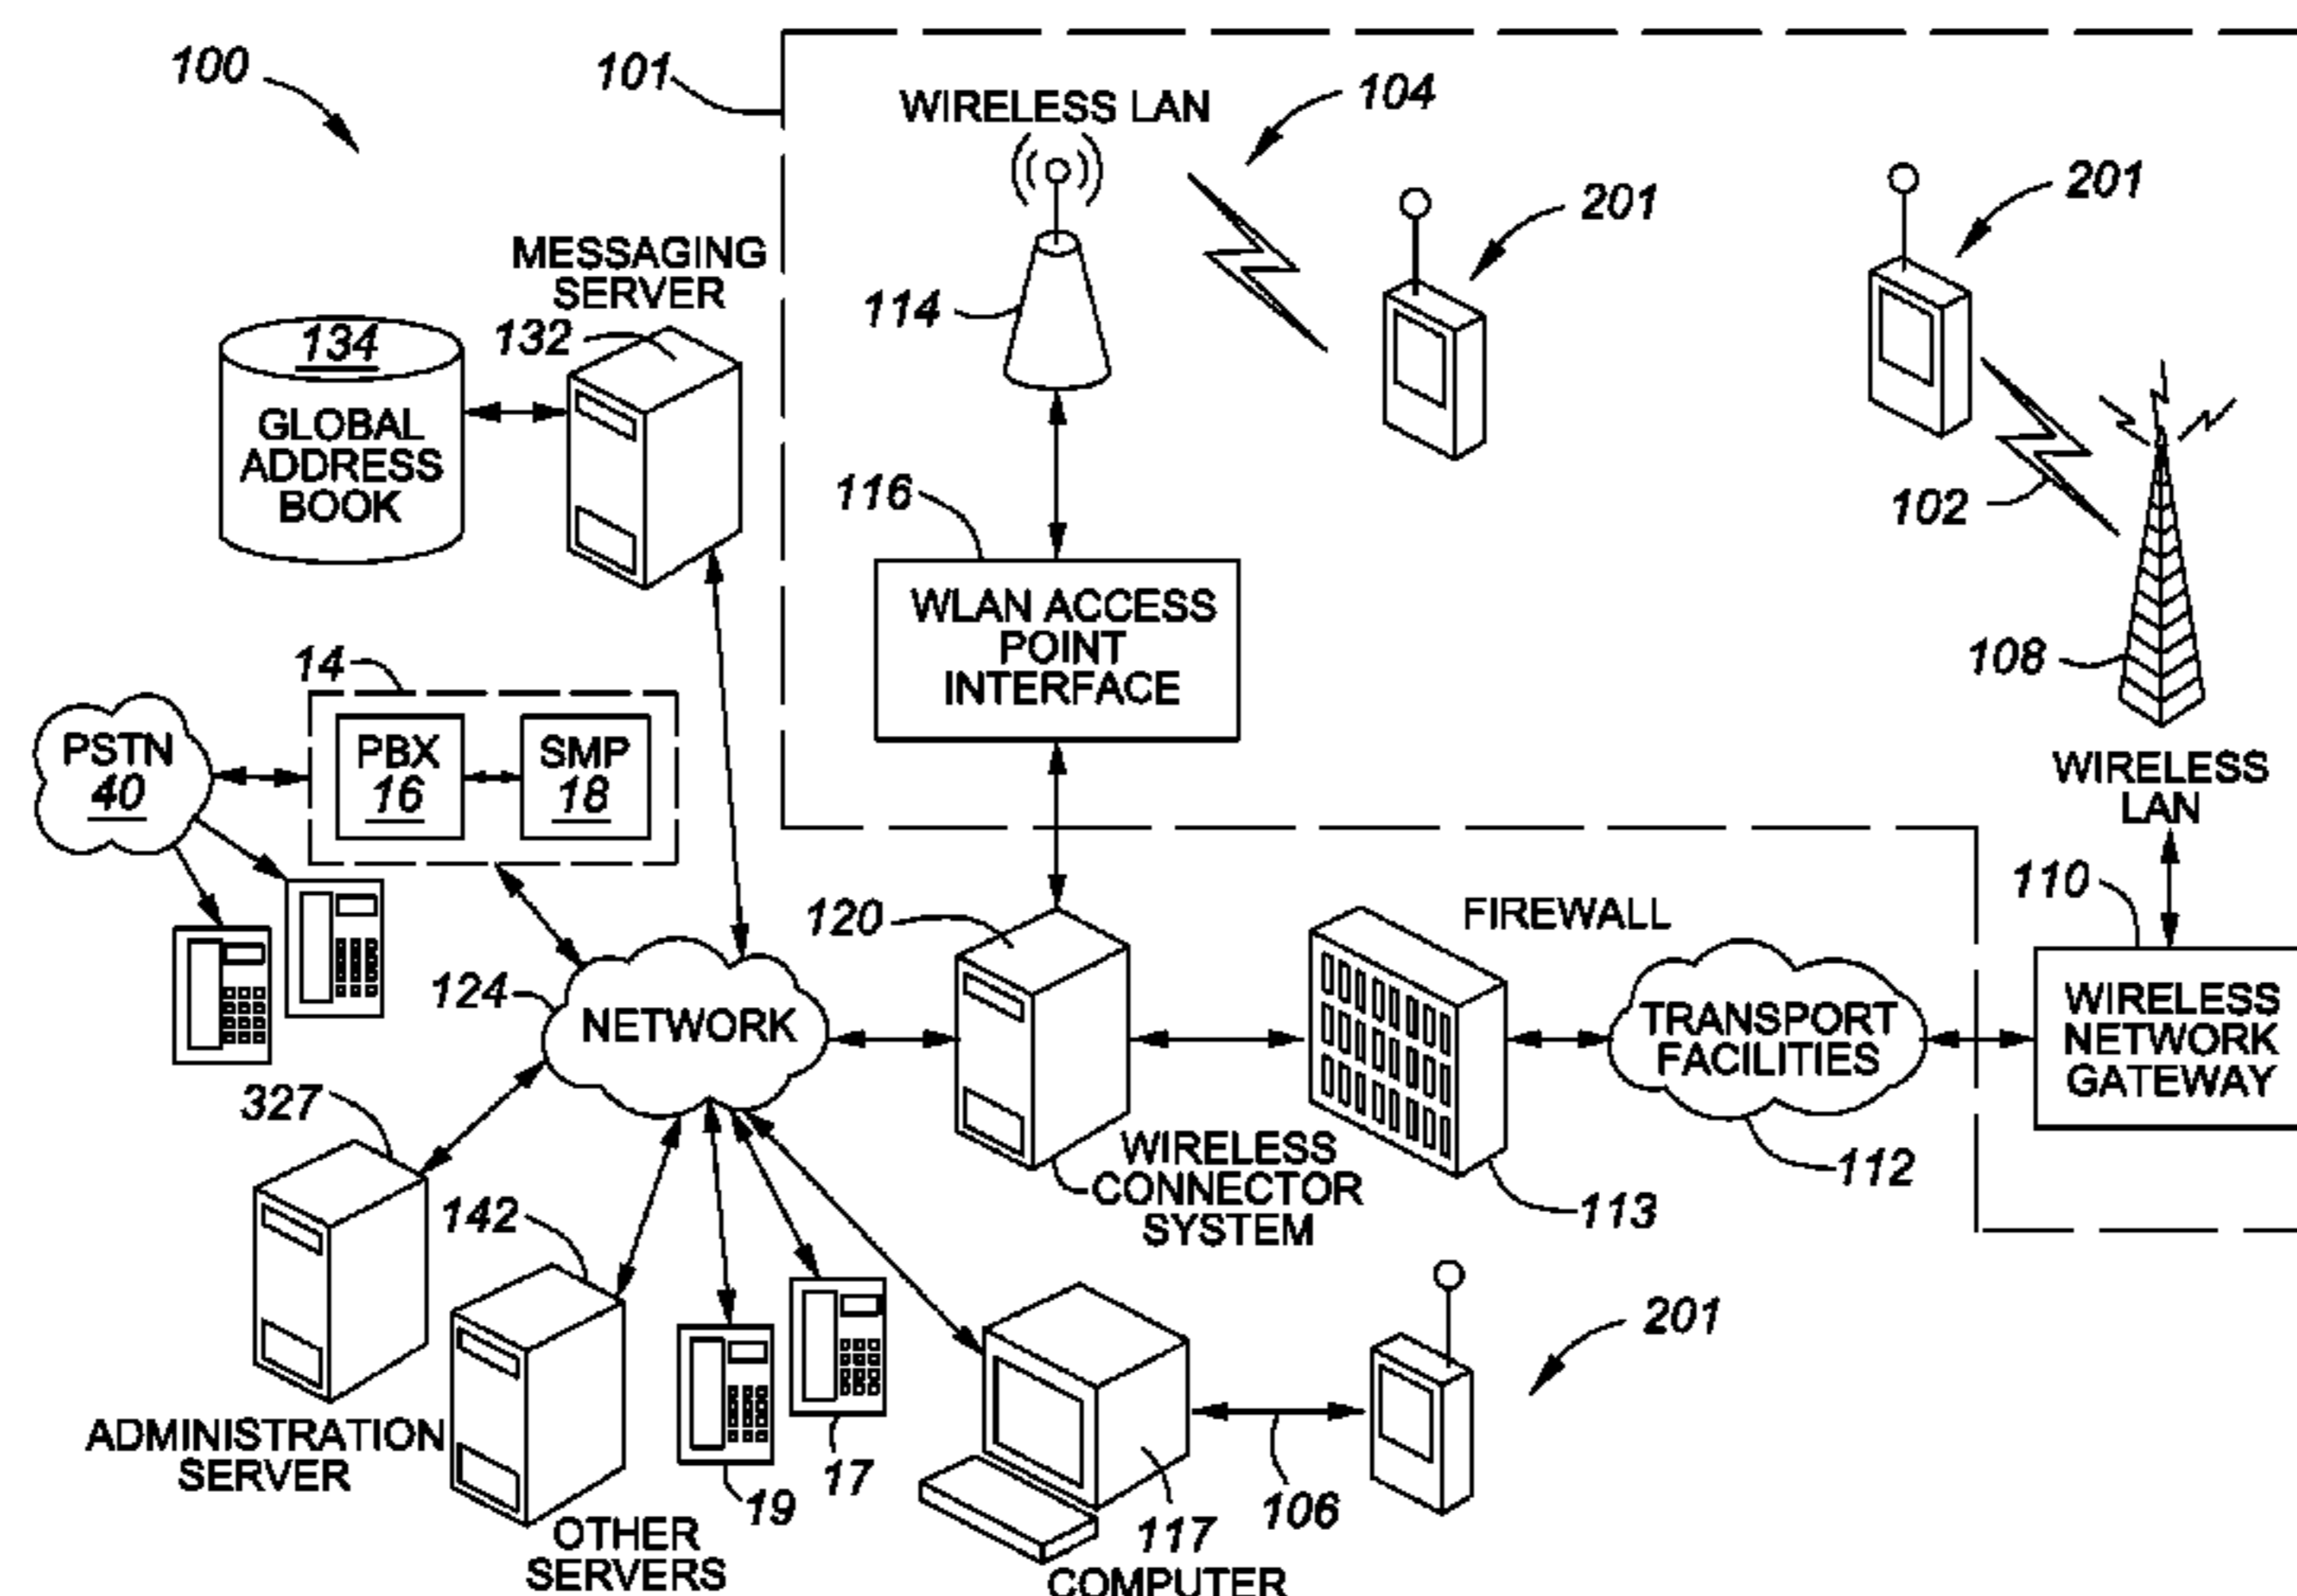 100
101
WIRELESS LAN
104
201
201
MESSAGING
SERVER
132
134
GLOBAL
ADDRESS
BOOK
114
116
WLAN ACCESS
POINT
INTERFACE
102
108
WIRELESS
LAN
14
PSTN
40
PBX
16
SMP
18
120
FIREWALL
110
124
NETWORK
TRANSPORT
FACILITIES
WIRELESS
NETWORK
GATEWAY
327
142
WIRELESS
CONNECTOR
SYSTEM
113
112
201
ADMINISTRATION
SERVER
OTHER
SERVERS
19
17
117
COMPUTER
106